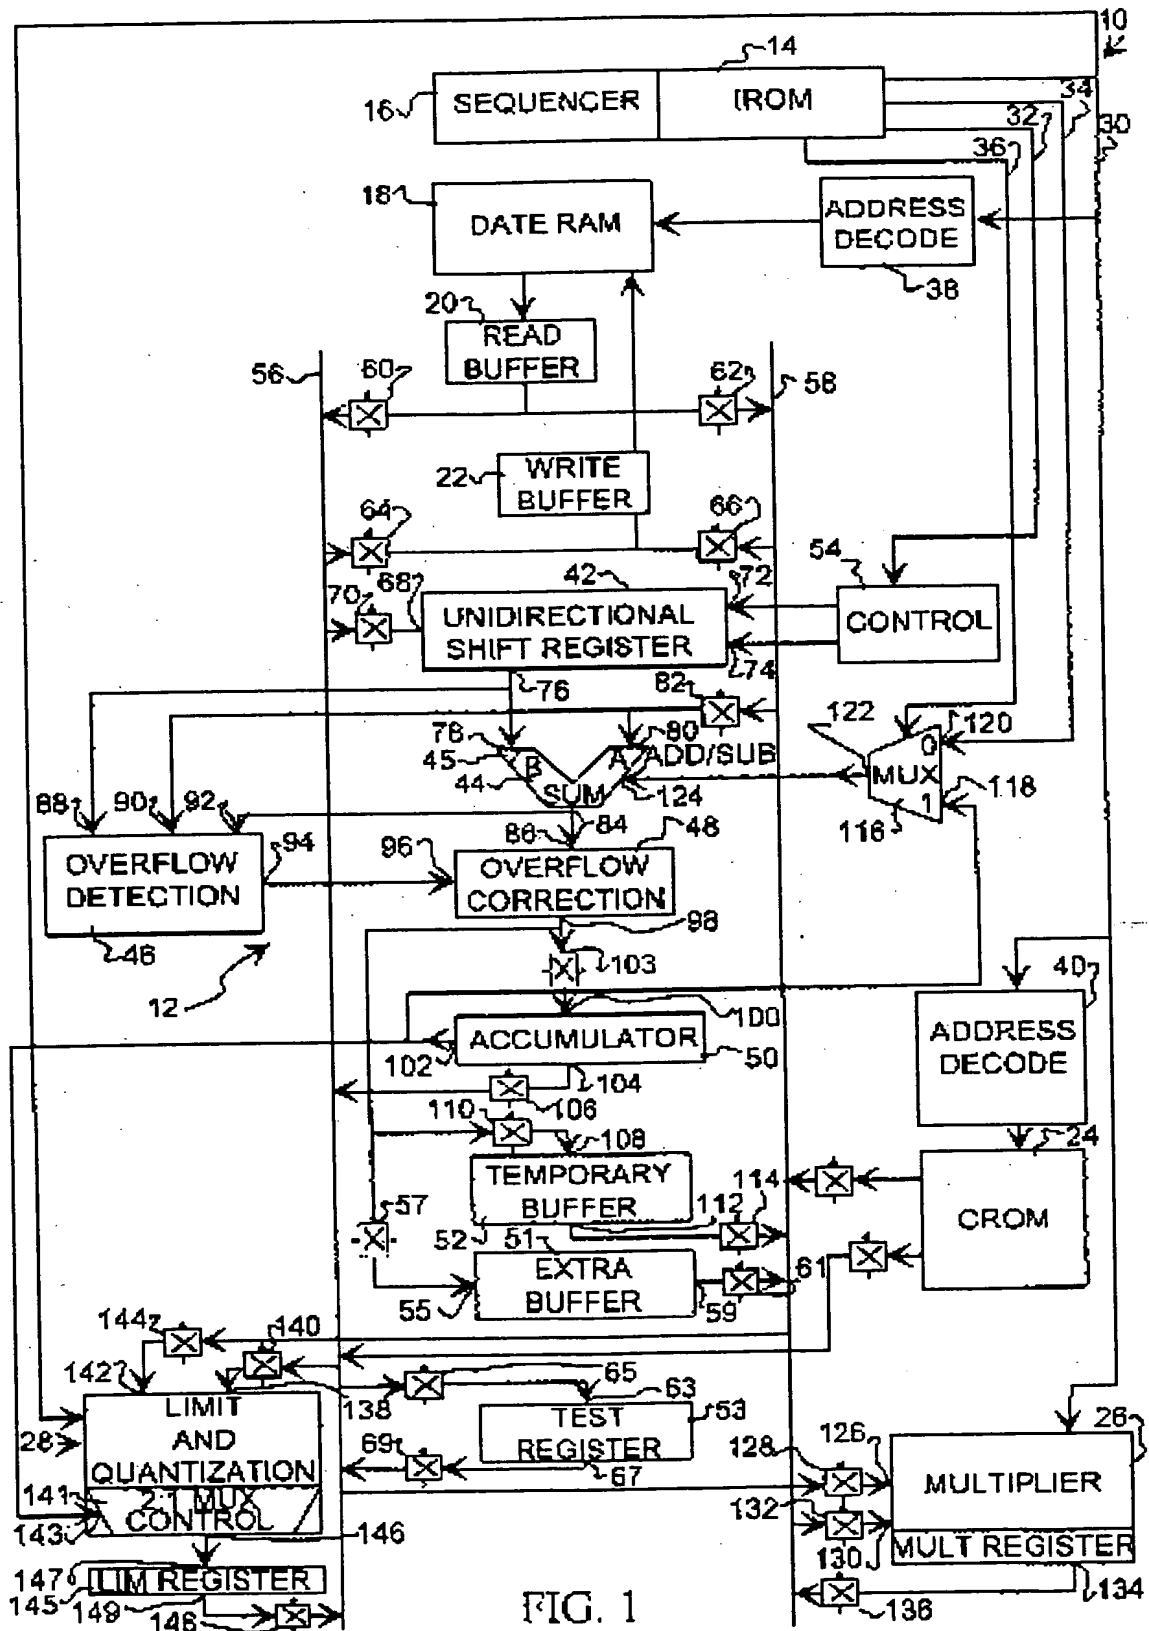 10
14
34
16 SEQUENCER IROM
32
30
36
18 DATE RAM
ADDRESS
DECODE
38
20
READ
BUFFER
56 60 62 58
22 WRITE
BUFFER
64 66
42 54
70 68 72
UNIDIRECTIONAL
SHIFT REGISTER
CONTROL
74
76 82
78 80 122 120
45 B A ADD/SUB 0
44 MUX
SUM 124 1 118
116
88 90 92 84
86 48
OVERFLOW
DETECTION
94 96 OVERFLOW
CORRECTION
46 98
12 103
40
100
ACCUMULATOR
102 50
ADDRESS
DECODE
104
106
110 108 24
TEMPORARY
BUFFER
114
112
57 52 CROM
51
EXTRA
BUFFER
55 59 61
144 140
142 138 65
63
LIMIT
AND
QUANTIZATION
28
TEST
REGISTER
53
26
69 67 128 126
MULTIPLIER
141 2:1 MUX
143 CONTROL
132
130 MULT REGISTER
146
147 LIM REGISTER
145
149 134
148 136
FIG. 1